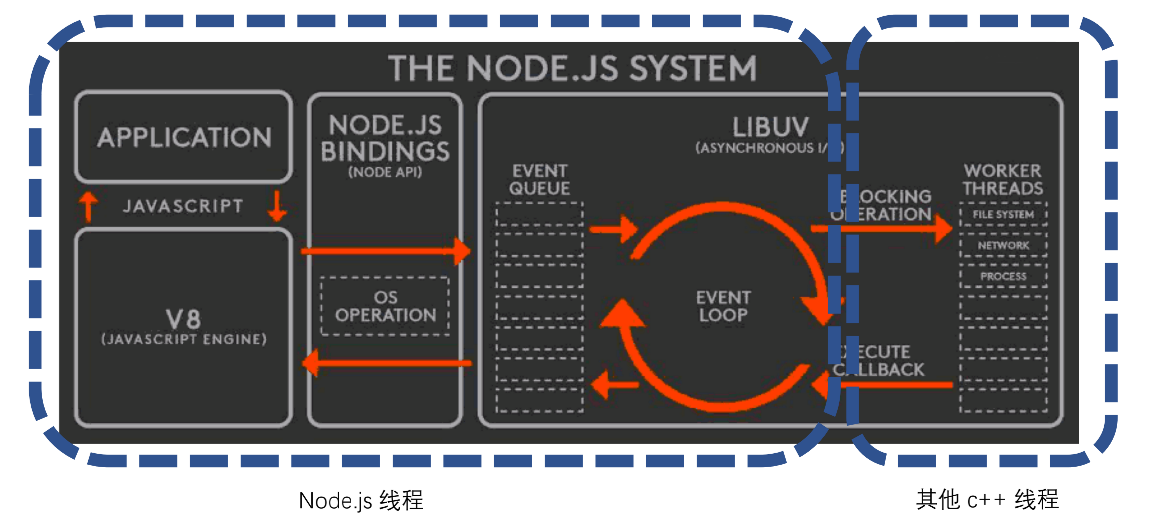 THE NODE.JS SYSTEM
APPLICATION
JAVASCRIPT
V8
(JAVASCRIPT ENGINE)
NODE.JS
BINDINGS
(NODE API)
OS
OPERATION
LIBUV
(ASYNCHRONOUS I/O)
EVENT
QUEUE
EVENT
LOOP
BLOCKING
OPERATION
EXECUTE
CALLBACK
WORKER
THREADS
FILE SYSTEM
NETWORK
PROCESS
Node.js 线程
其他 c++ 线程